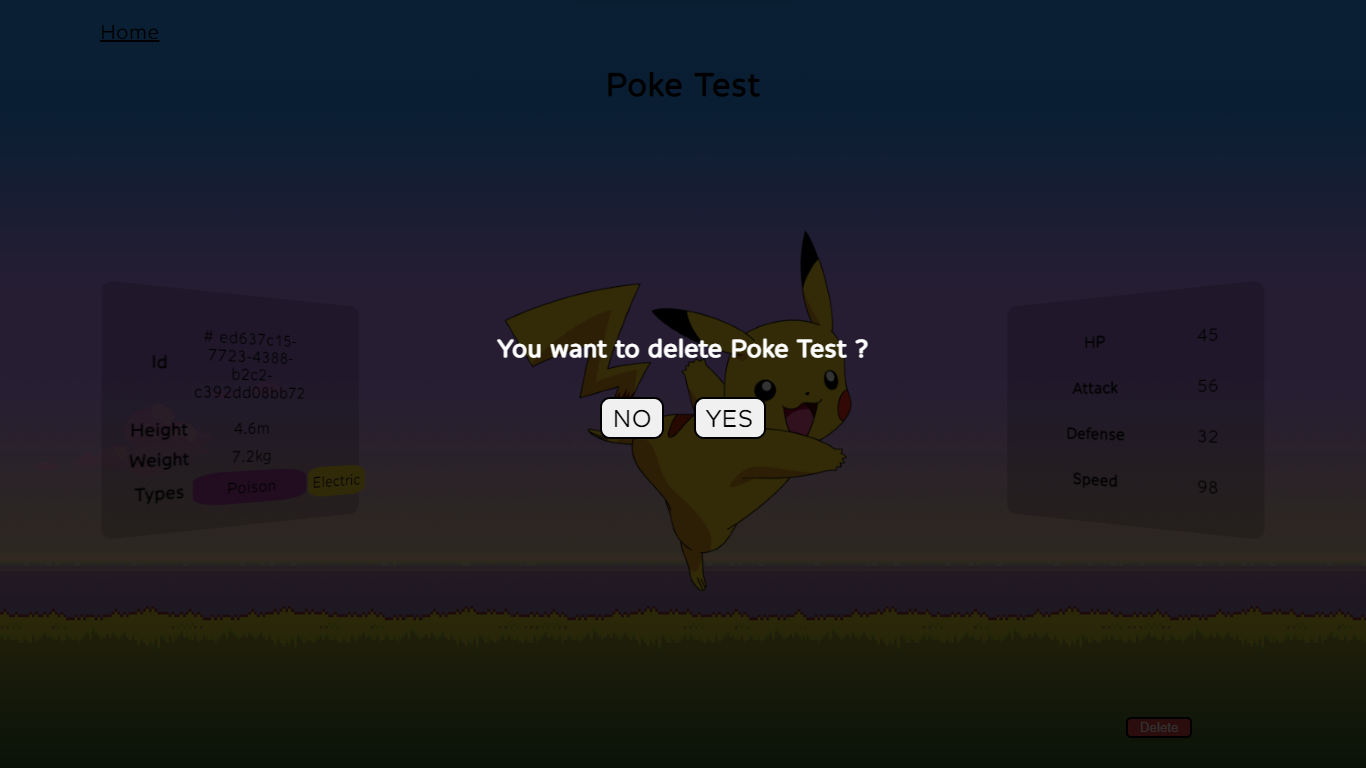 Home
Poke Test
Id
# ed637c15-
7723-4388-
b2c2-
c392dd08bb72
Height 4.6m
Weight 7.2kg
Types Poison Electric
You want to delete Poke Test ?
NO YES
HP 45
Attack 56
Defense 32
Speed 98
Delete